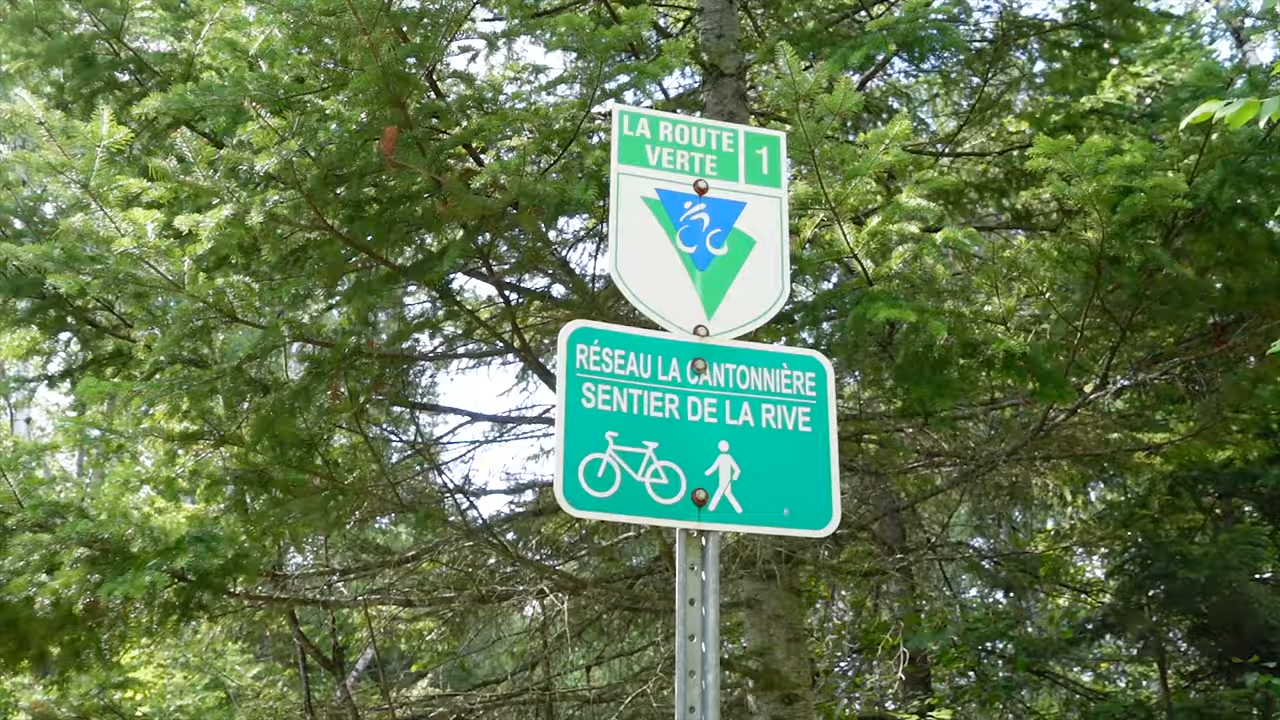 LA ROUTE
VERTE
1
RÉSEAU LA CANTONNIÈRE
SENTIER DE LA RIVE